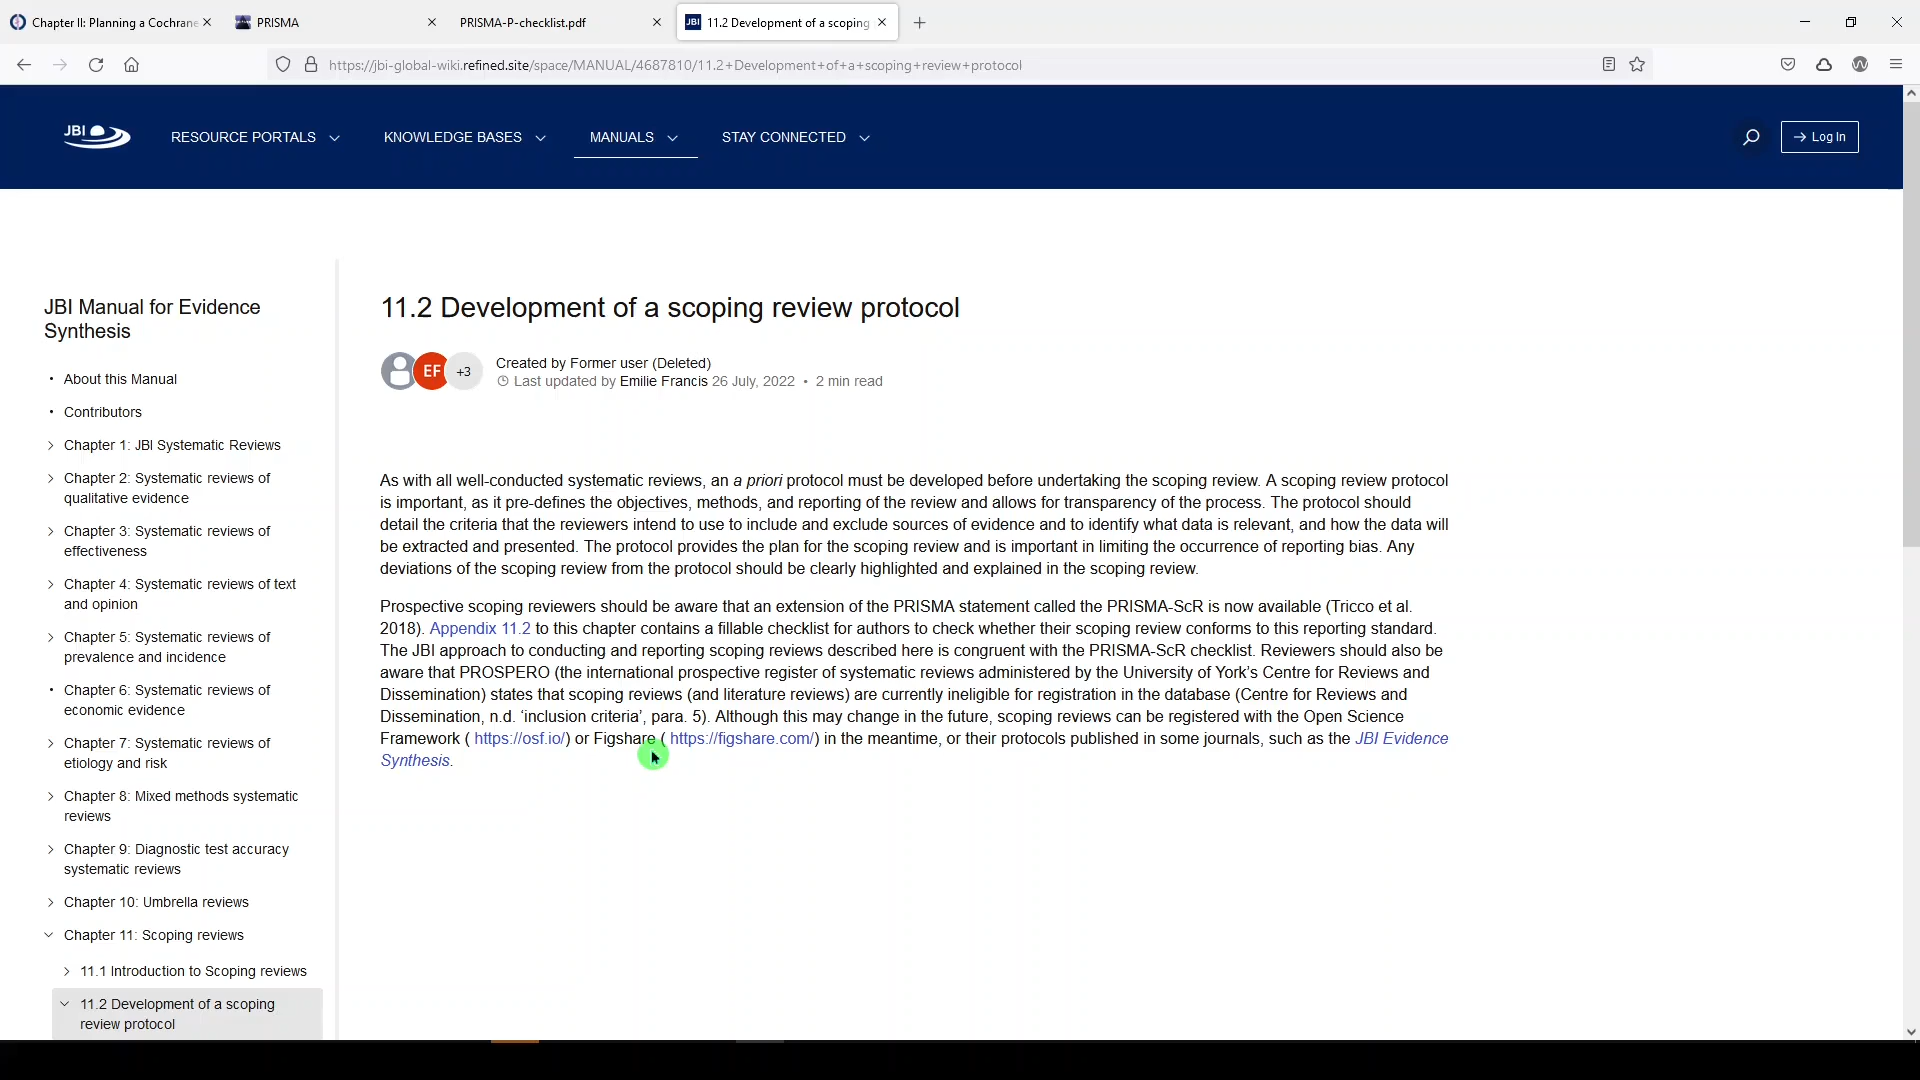 Chapter II: Planning a Cochrane
PRISMA
PRISMA-P-checklist.pdf
JBI 11.2 Development of a scoping
https://jbi-global-wiki.refined.site/space/MANUAL/4687810/11.2+Development+of+a+scoping+review+protocol
JBI
RESOURCE PORTALS
KNOWLEDGE BASES
MANUALS
STAY CONNECTED
Log In
JBI Manual for Evidence
Synthesis
• About this Manual
• Contributors
Chapter 1: JBI Systematic Reviews
Chapter 2: Systematic reviews of
qualitative evidence
Chapter 3: Systematic reviews of
effectiveness
Chapter 4: Systematic reviews of text
and opinion
Chapter 5: Systematic reviews of
prevalence and incidence
• Chapter 6: Systematic reviews of
economic evidence
Chapter 7: Systematic reviews of
etiology and risk
Chapter 8: Mixed methods systematic
reviews
Chapter 9: Diagnostic test accuracy
systematic reviews
Chapter 10: Umbrella reviews
Chapter 11: Scoping reviews
11.1 Introduction to Scoping reviews
11.2 Development of a scoping
review protocol
11.2 Development of a scoping review protocol
EF
+3
Created by Former user (Deleted)
Last updated by Emilie Francis 26 July, 2022 • 2 min read
As with all well-conducted systematic reviews, an a priori protocol must be developed before undertaking the scoping review. A scoping review protocol
is important, as it pre-defines the objectives, methods, and reporting of the review and allows for transparency of the process. The protocol should
detail the criteria that the reviewers intend to use to include and exclude sources of evidence and to identify what data is relevant, and how the data will
be extracted and presented. The protocol provides the plan for the scoping review and is important in limiting the occurrence of reporting bias. Any
deviations of the scoping review from the protocol should be clearly highlighted and explained in the scoping review.
Prospective scoping reviewers should be aware that an extension of the PRISMA statement called the PRISMA-ScR is now available (Tricco et al.
2018). Appendix 11.2 to this chapter contains a fillable checklist for authors to check whether their scoping review conforms to this reporting standard.
The JBI approach to conducting and reporting scoping reviews described here is congruent with the PRISMA-ScR checklist. Reviewers should also be
aware that PROSPERO (the international prospective register of systematic reviews administered by the University of York’s Centre for Reviews and
Dissemination) states that scoping reviews (and literature reviews) are currently ineligible for registration in the database (Centre for Reviews and
Dissemination, n.d. ‘inclusion criteria’, para. 5). Although this may change in the future, scoping reviews can be registered with the Open Science
Framework ( https://osf.io/) or Figshare ( https://figshare.com/) in the meantime, or their protocols published in some journals, such as the JBI Evidence
Synthesis.